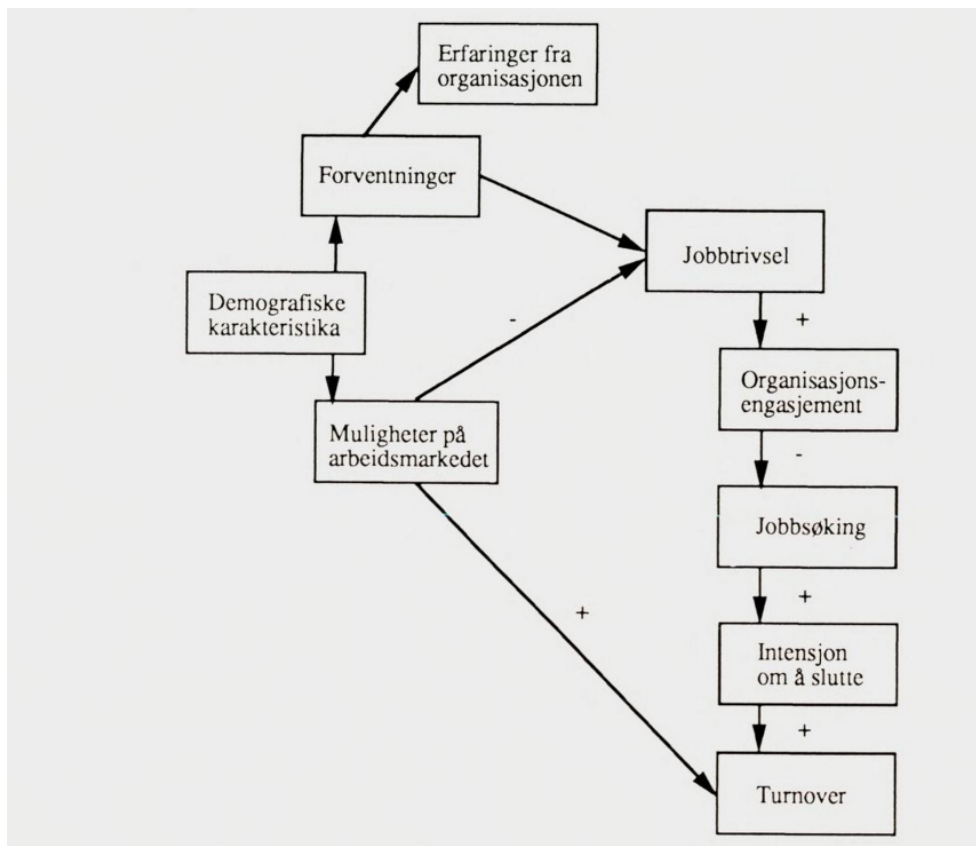 Erfaringer fra
organisasjonen
Forventninger
Jobbtrivsel
Demografiske
karakteristika
-
+
Organisasjons-
engasjement
Muligheter på
arbeidsmarkedet
-
Jobbsøking
+
+
Intensjon
om å slutte
+
Turnover